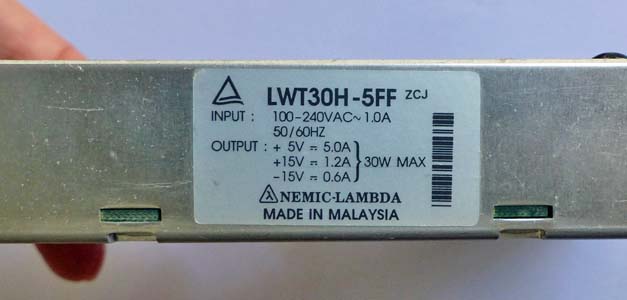 LWT30H-5FF ZCJ
INPUT : 100-240VAC~1.0A
50/60HZ
OUTPUT : + 5V ⎓ 5.0A
+15V ⎓ 1.2A } 30W MAX
-15V ⎓ 0.6A
NEMIC-LAMBDA
MADE IN MALAYSIA